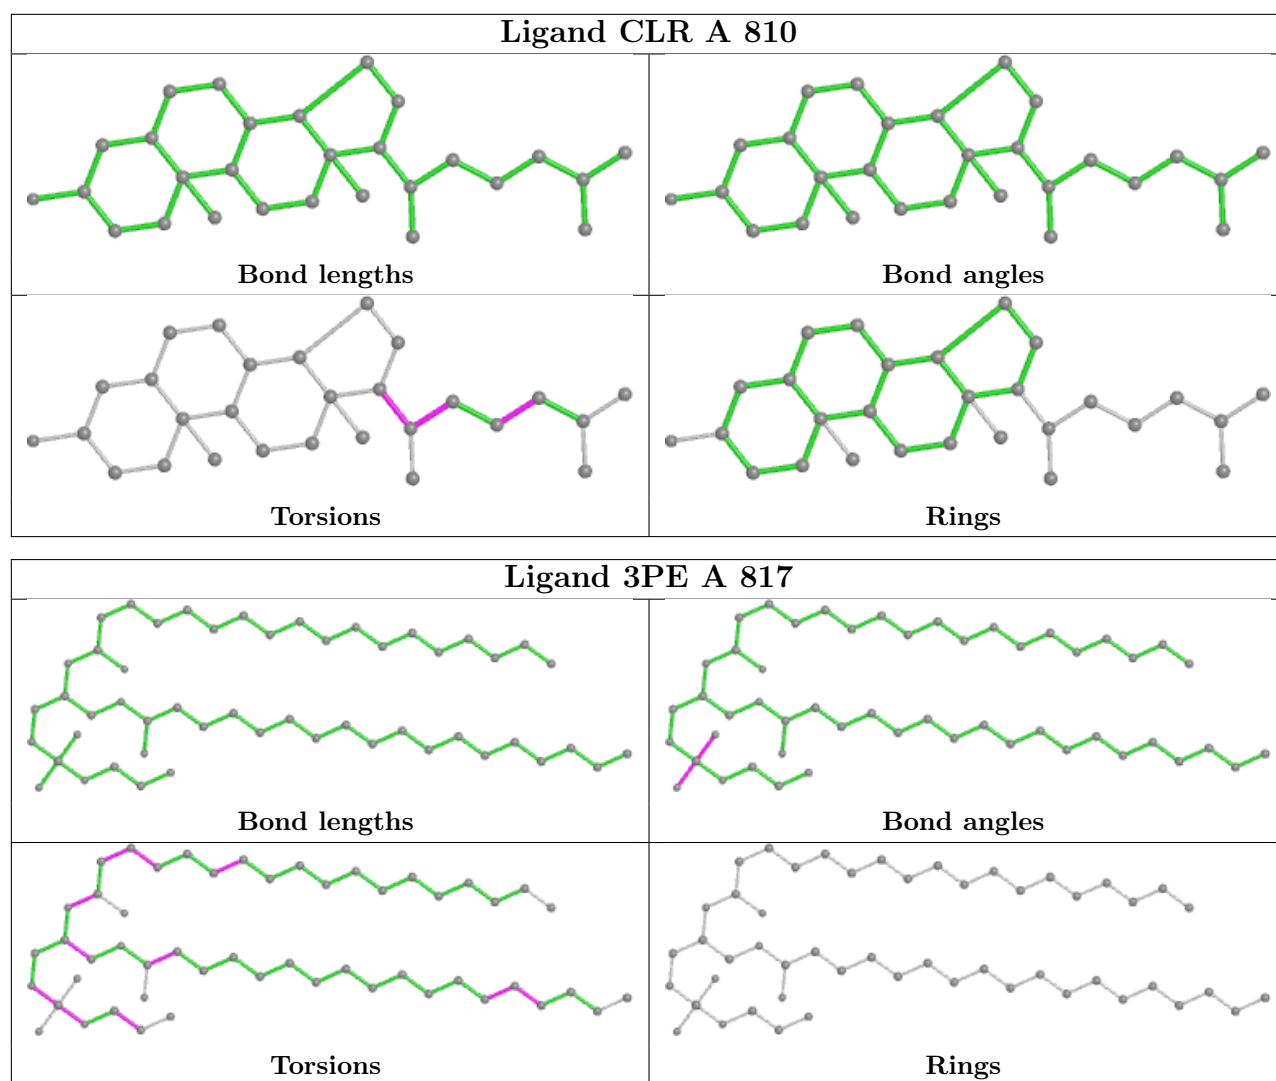 Ligand CLR A 810
Bond lengths
Bond angles
Torsions
Rings
Ligand 3PE A 817
Bond lengths
Bond angles
Torsions
Rings